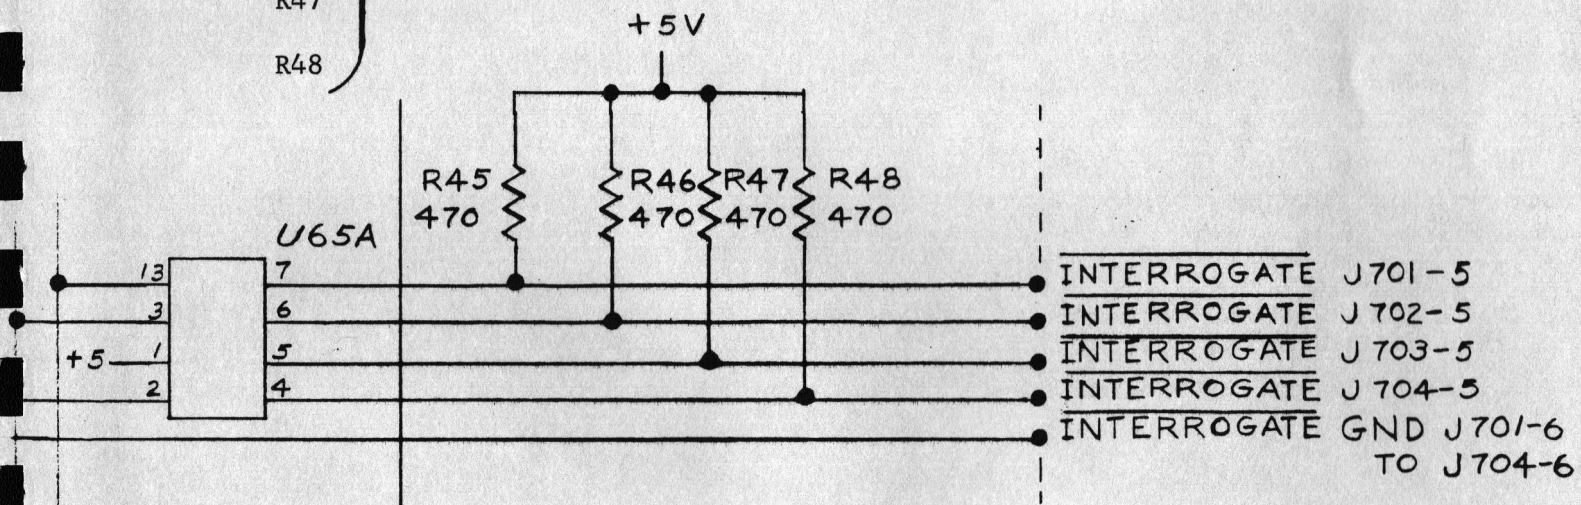 R47
R48
+5V
R45
470
R46
470
R47
470
R48
470
U65A
13
3
+5
1
2
7
6
5
4
INTERROGATE J701-5
INTERROGATE J702-5
INTERROGATE J703-5
INTERROGATE J704-5
INTERROGATE GND J701-6
TO J704-6